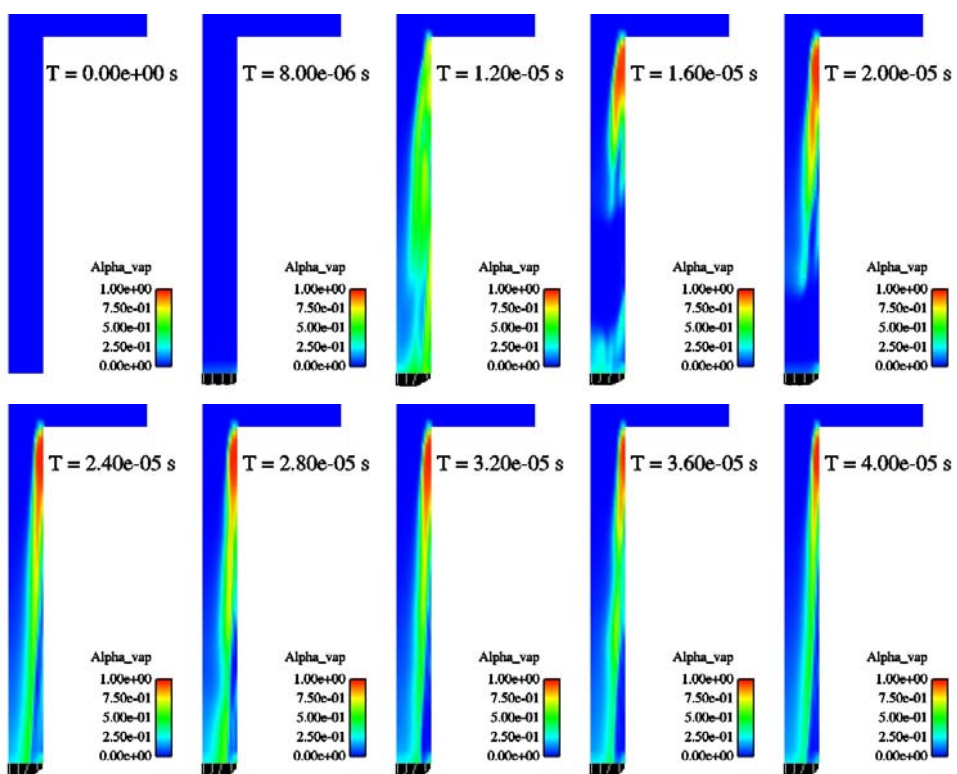 T = 0.00e+00 s
Alpha_vap
1.00e+00
7.50e-01
5.00e-01
2.50e-01
0.00e+00
T = 8.00e-06 s
Alpha_vap
1.00e+00
7.50e-01
5.00e-01
2.50e-01
0.00e+00
T = 1.20e-05 s
Alpha_vap
1.00e+00
7.50e-01
5.00e-01
2.50e-01
0.00e+00
T = 1.60e-05 s
Alpha_vap
1.00e+00
7.50e-01
5.00e-01
2.50e-01
0.00e+00
T = 2.00e-05 s
Alpha_vap
1.00e+00
7.50e-01
5.00e-01
2.50e-01
0.00e+00
T = 2.40e-05 s
Alpha_vap
1.00e+00
7.50e-01
5.00e-01
2.50e-01
0.00e+00
T = 2.80e-05 s
Alpha_vap
1.00e+00
7.50e-01
5.00e-01
2.50e-01
0.00e+00
T = 3.20e-05 s
Alpha_vap
1.00e+00
7.50e-01
5.00e-01
2.50e-01
0.00e+00
T = 3.60e-05 s
Alpha_vap
1.00e+00
7.50e-01
5.00e-01
2.50e-01
0.00e+00
T = 4.00e-05 s
Alpha_vap
1.00e+00
7.50e-01
5.00e-01
2.50e-01
0.00e+00